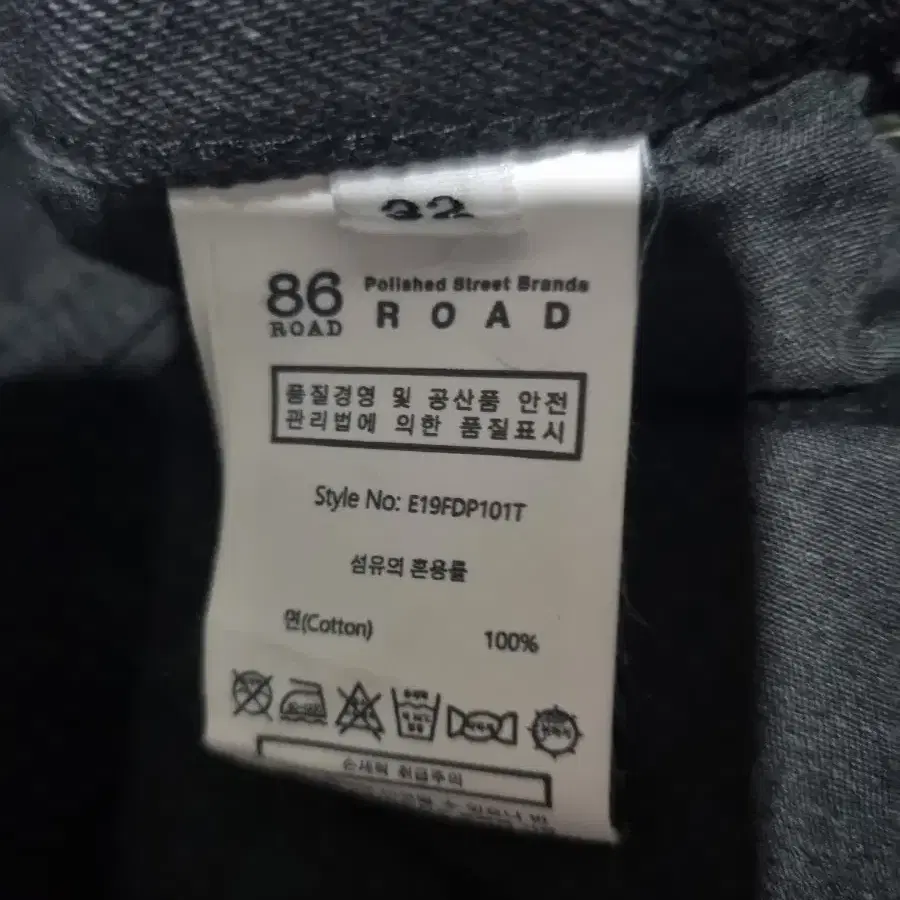 32
86 Polished Street Brands
ROAD ROAD
품질경영 및 공산품 안전
관리법에 의한 품질표시
Style No: E19FDP101T
섬유의 혼용률
면(Cotton) 100%
손세탁 취급주의